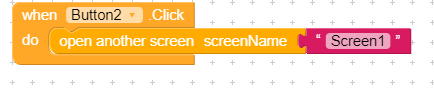 when Button2 .Click
do open another screen screenName " Screen1 "